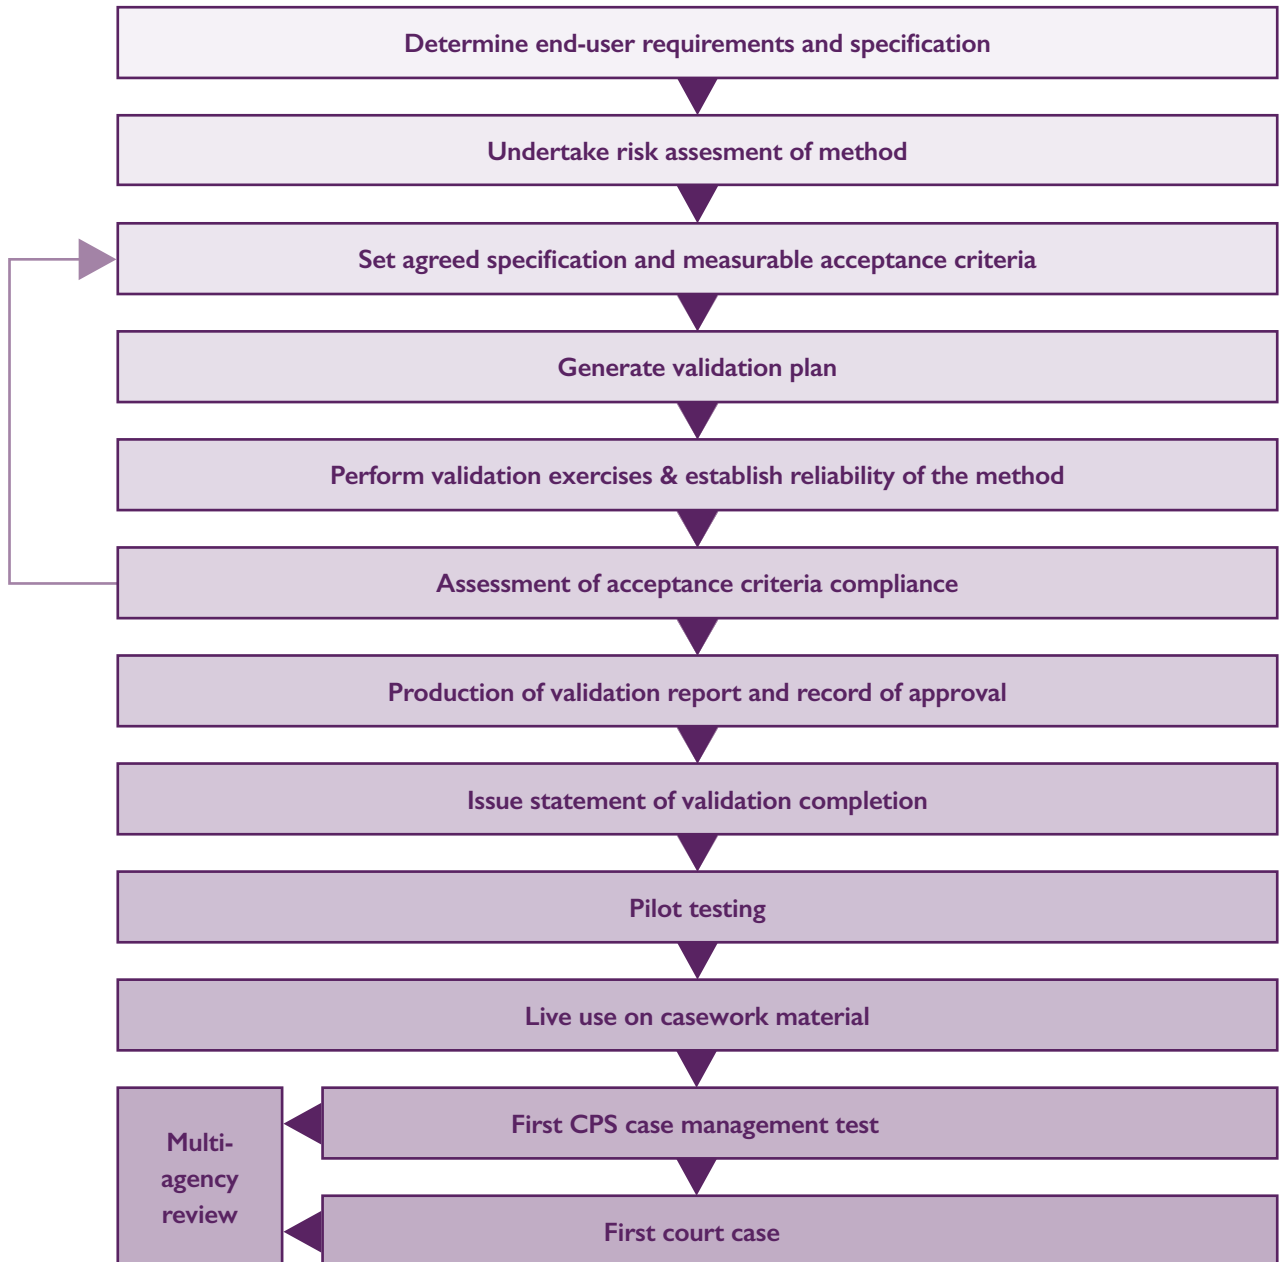 Determine end-user requirements and specification
Undertake risk assesment of method
Set agreed specification and measurable acceptance criteria
Generate validation plan
Perform validation exercises & establish reliability of the method
Assessment of acceptance criteria compliance
Production of validation report and record of approval
Issue statement of validation completion
Pilot testing
Live use on casework material
Multi-
agency
review
First CPS case management test
First court case